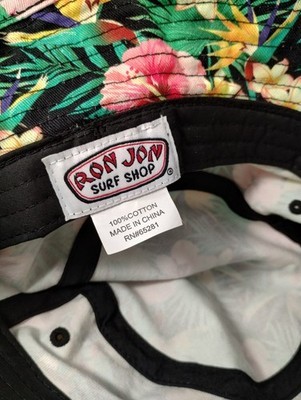 RON JON
SURF SHOP
®
100%COTTON
MADE IN CHINA
RN#65281